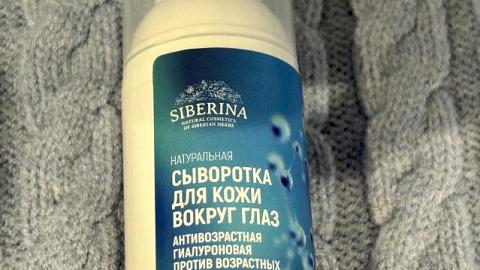 SIBERINA
NATURAL COSMETICS
OF SIBERIAN HERBS
НАТУРАЛЬНАЯ
СЫВОРОТКА
ДЛЯ КОЖИ
ВОКРУГ ГЛАЗ
АНТИВОЗРАСТНАЯ
ГИАЛУРОНОВАЯ
ПРОТИВ ВОЗРАСТНЫХ